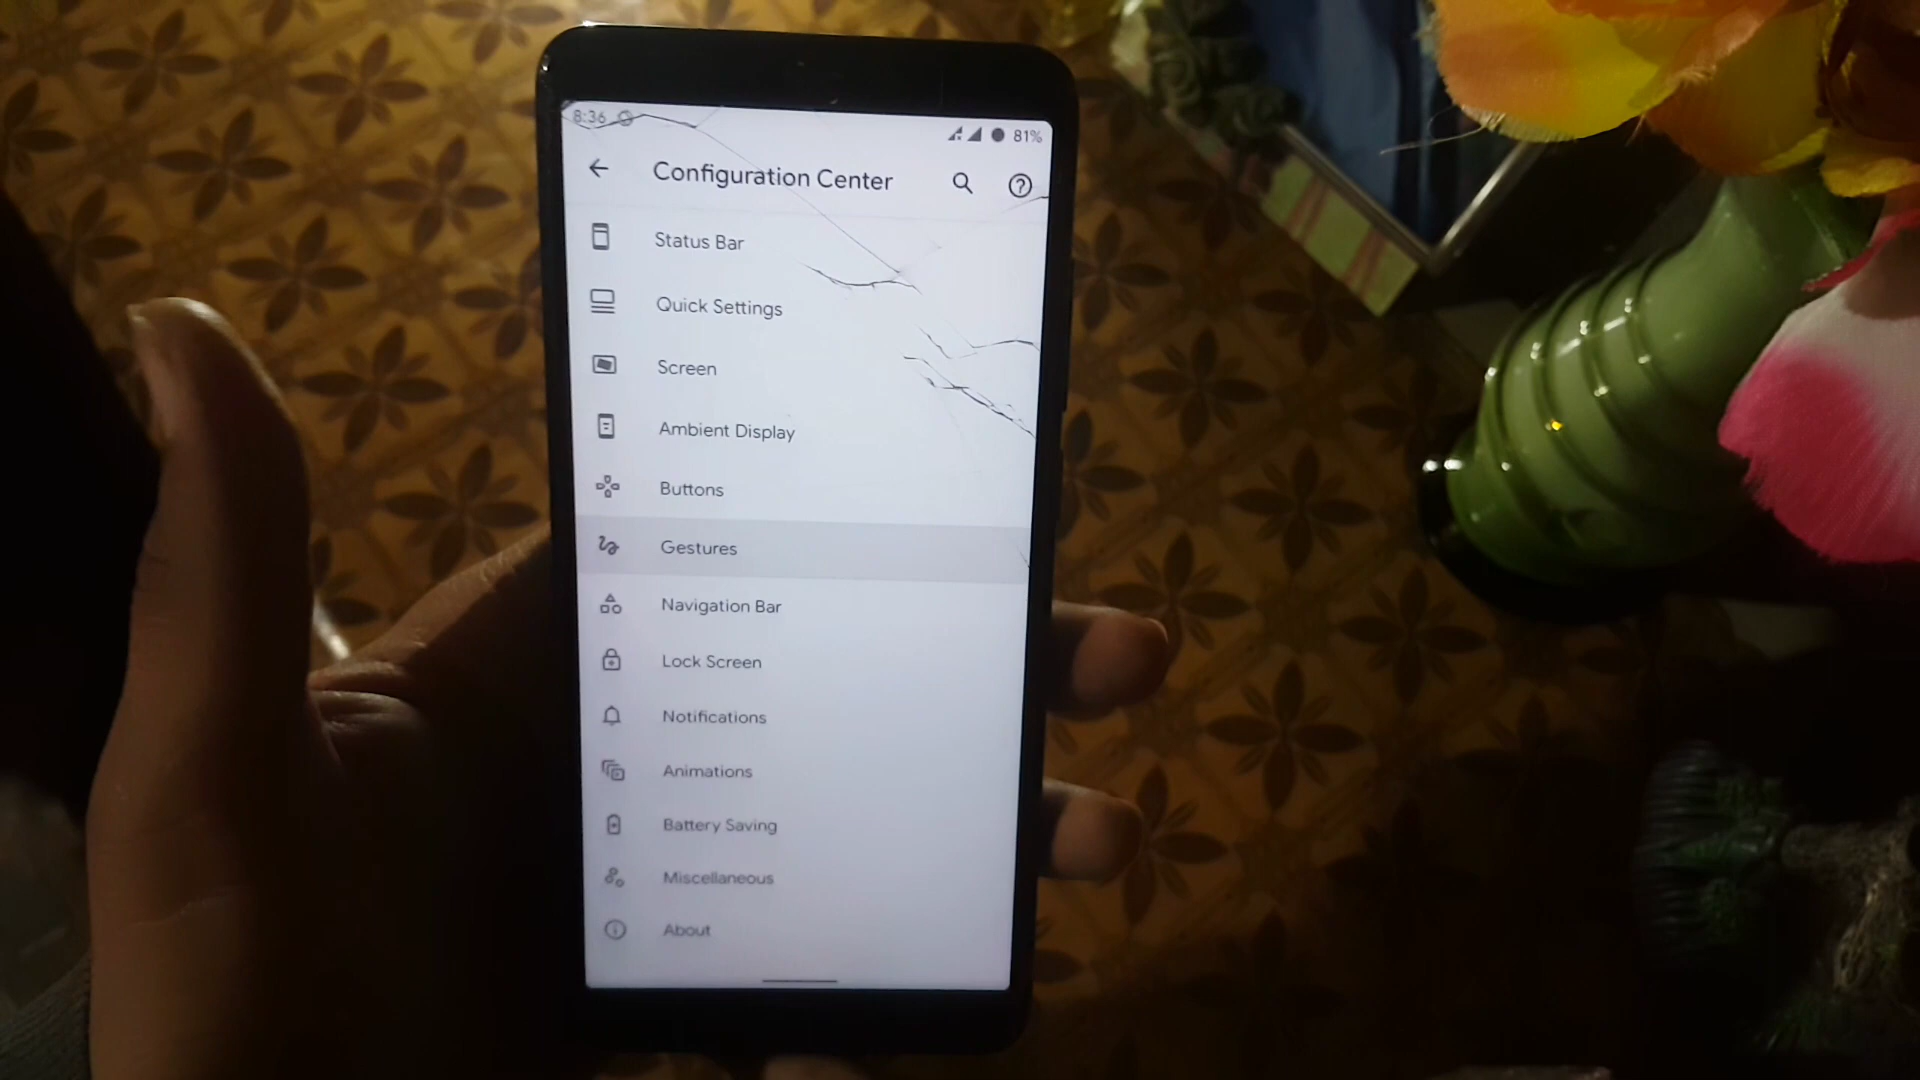 8:36
81%
Configuration Center
Status Bar
Quick Settings
Screen
Ambient Display
Buttons
Gestures
Navigation Bar
Lock Screen
Notifications
Animations
Battery Saving
Miscellaneous
About